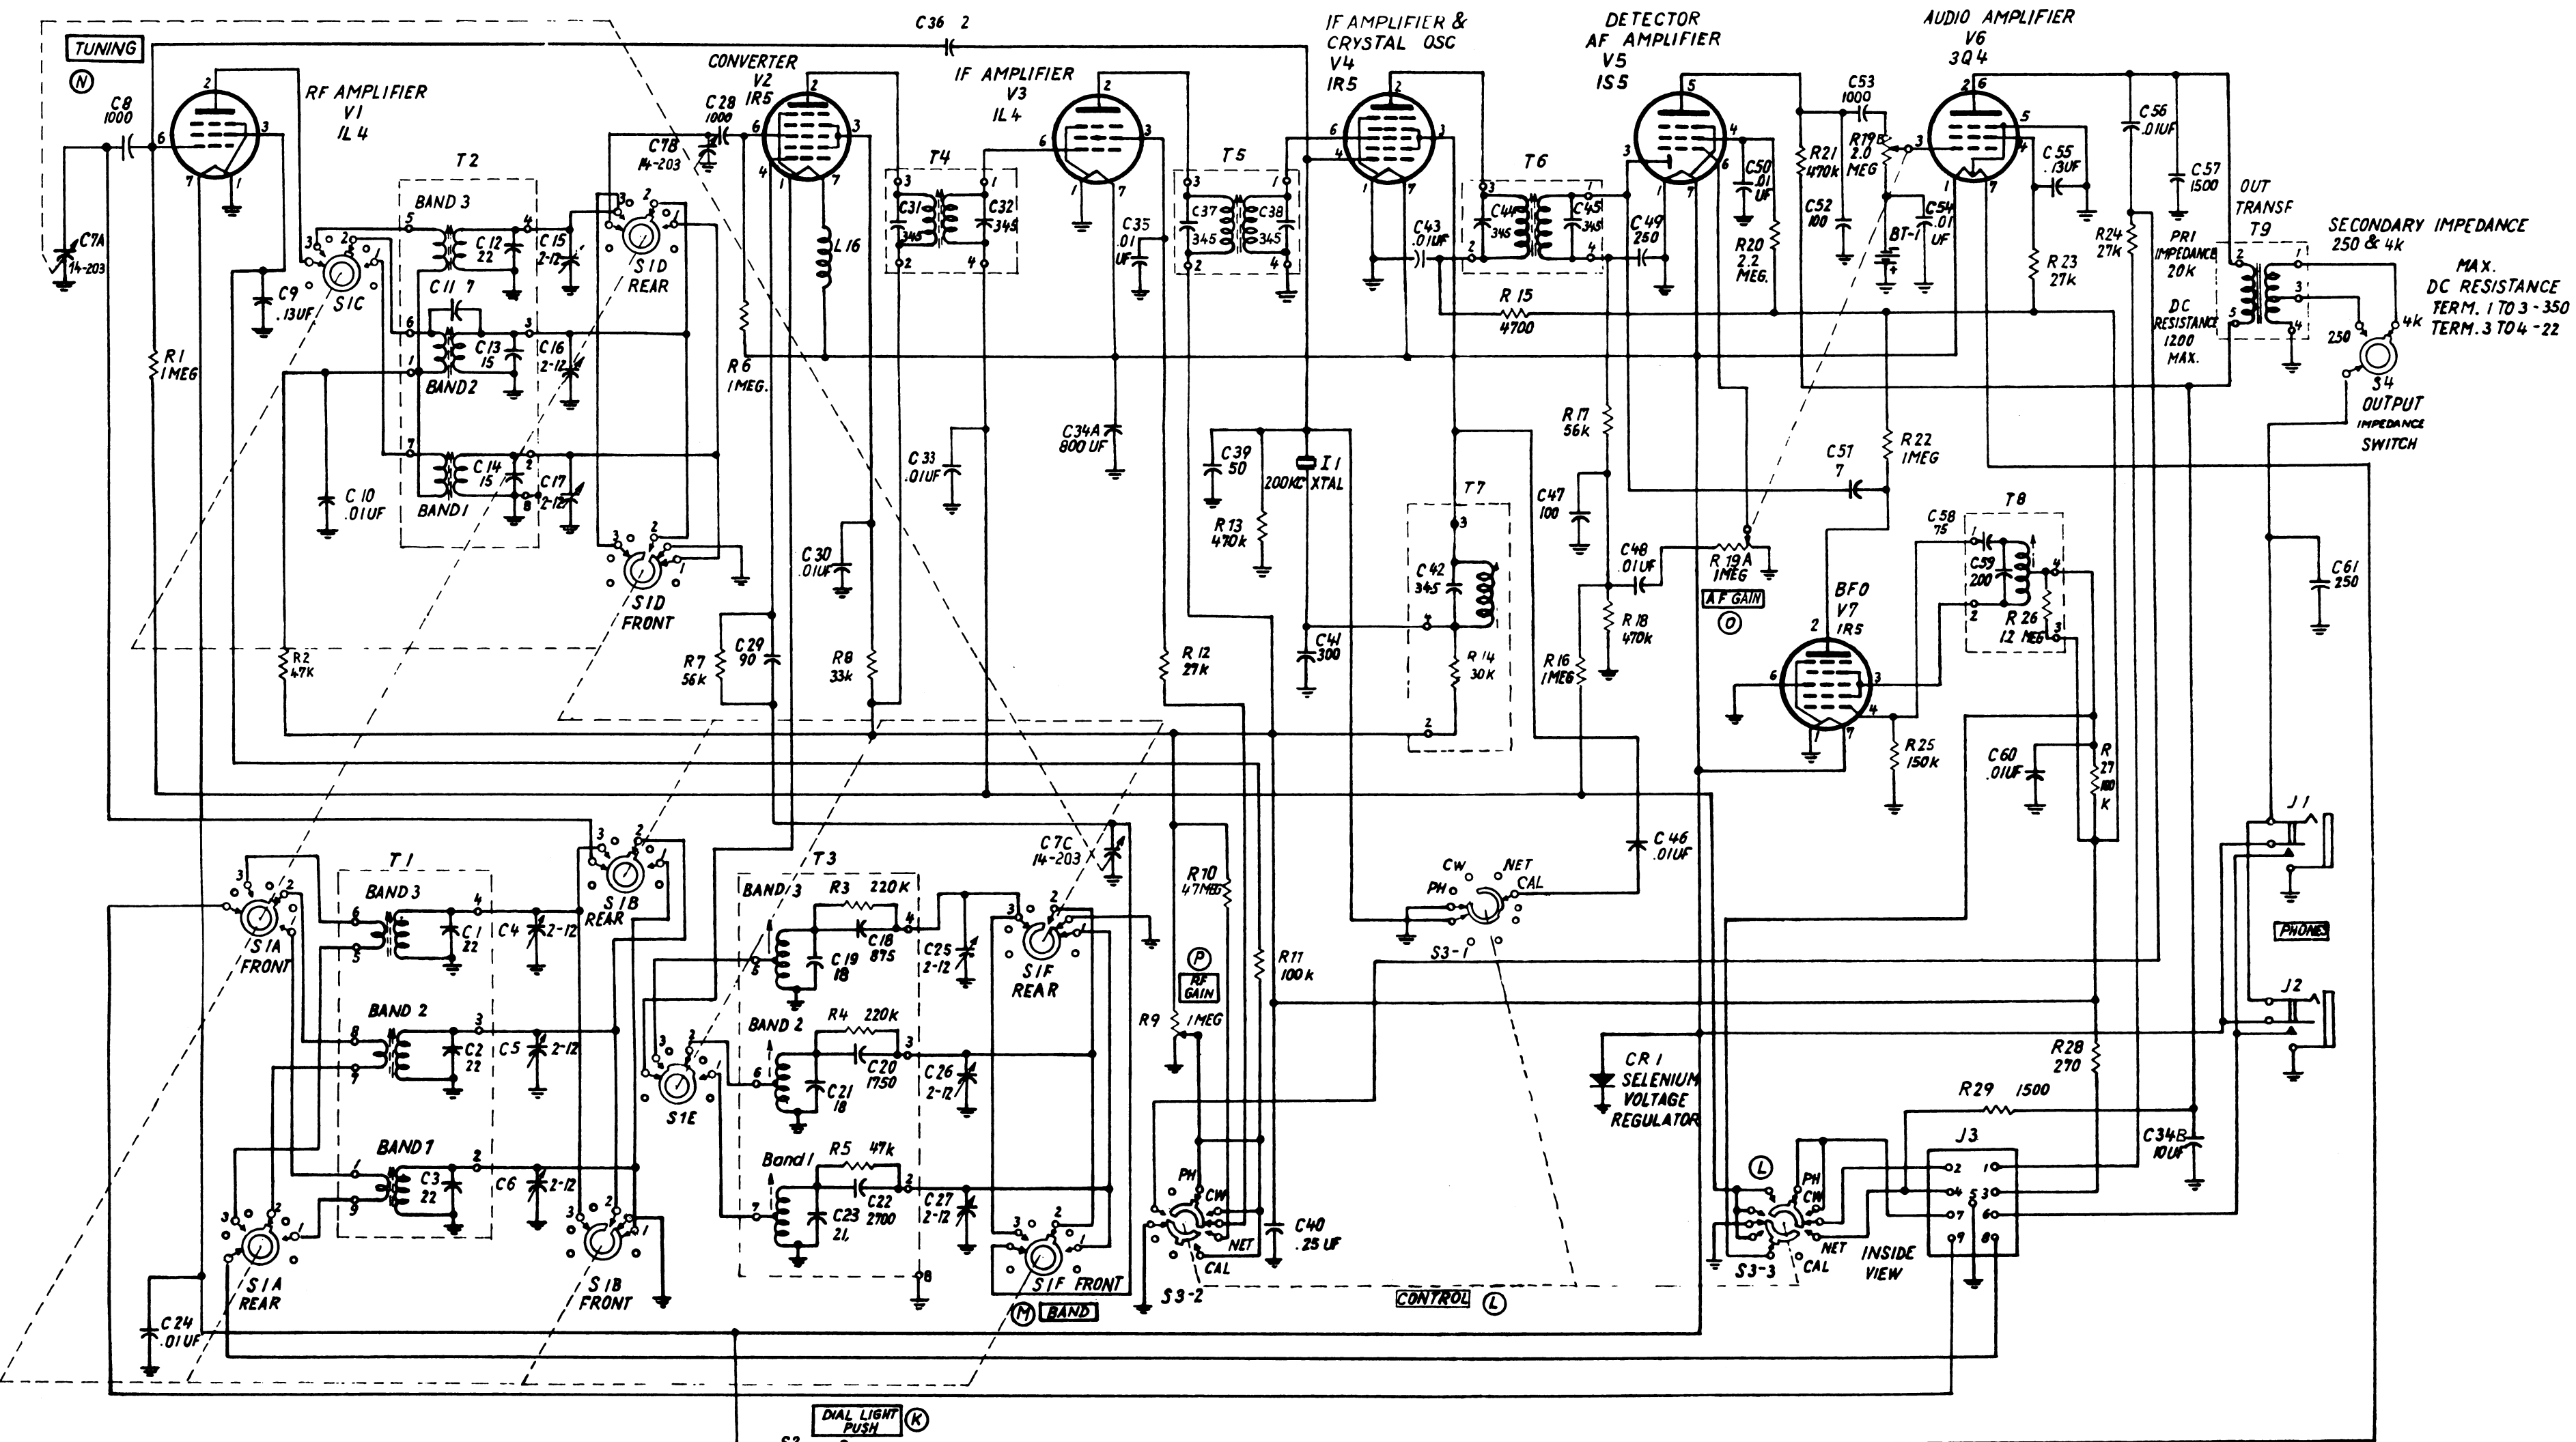 TUNING
N
C8
1000
C7A
14-203
RF AMPLIFIER
V1
1L4
C9
.13UF
R1
1MEG
S1C
C10
.01UF
R2
47K
T2
BAND 3
C12
22
C15
2-12
C11 7
C13
15
C16
2-12
BAND2
C14
15
C17
2-12
BAND1
S1D
REAR
S1D
FRONT
C36 2
CONVERTER
V2
1R5
C28
1000
C7B
14-203
L16
R6
1MEG.
R7
56K
C29
90
C30
.01UF
R8
33K
T4
C31
345
C32
345
C33
.01UF
IF AMPLIFIER
V3
1L4
C34A
800 UF
C35
.01
UF
R12
27K
T5
C37
345
C38
345
IF AMPLIFIER &
CRYSTAL OSC
V4
1R5
C39
50
R13
470K
I1
200KC XTAL
C41
300
C43
.01UF
T6
C44
345
C45
345
R15
4700
T7
C42
345
R14
30K
DETECTOR
AF AMPLIFIER
V5
1S5
C49
250
C50
.01
UF
R20
2.2
MEG.
R17
56K
C47
100
R16
1MEG
R18
470K
C48
.01UF
R19A
1MEG
AF GAIN
O
AUDIO AMPLIFIER
V6
3Q4
C53
1000
R19B
2.0
MEG
R21
470K
C52
100
BT-1
C54
.01
UF
C55
.13UF
R23
27K
R22
1MEG
C51
7
C56
.01UF
R24
27K
C57
1500
OUT
TRANSF
T9
PRI
IMPEDANCE
20K
DC
RESISTANCE
1200
MAX.
SECONDARY IMPEDANCE
250 & 4K
MAX.
DC RESISTANCE
TERM. 1 TO 3-350
TERM. 3 TO 4-22
250
4K
S4
OUTPUT
IMPEDANCE
SWITCH
BFO
V7
1R5
T8
C58
75
C59
200
R26
1.2 MEG
R25
150K
C60
.01UF
R
27
100
K
C61
250
J1
PHONES
J2
S1A
FRONT
S1A
REAR
T1
BAND 3
C1
22
C4
2-12
BAND 2
C2
22
C5
2-12
BAND 1
C3
22
C6
2-12
S1B
REAR
S1B
FRONT
C24
.01UF
S1E
T3
BAND 3
R3 220K
C18
875
C19
18
C25
2-12
BAND 2
R4 220K
C20
1750
C21
18
C26
2-12
Band 1
R5 47K
C22
2700
C23
21,
C27
2-12
C7C
14-203
S1F
REAR
S1F FRONT
M
BAND
R10
47MEG
P
RF
GAIN
R9
1MEG
R11
100K
C40
.25 UF
PH
CW
NET
CAL
S3-2
CW
NET
PH
CAL
S3-1
C46
.01UF
CONTROL
L
CR1
SELENIUM
VOLTAGE
REGULATOR
L
PH
CW
NET
CAL
S3-3
INSIDE
VIEW
J3
R28
270
R29 1500
C34B
10UF
DIAL LIGHT
PUSH
K